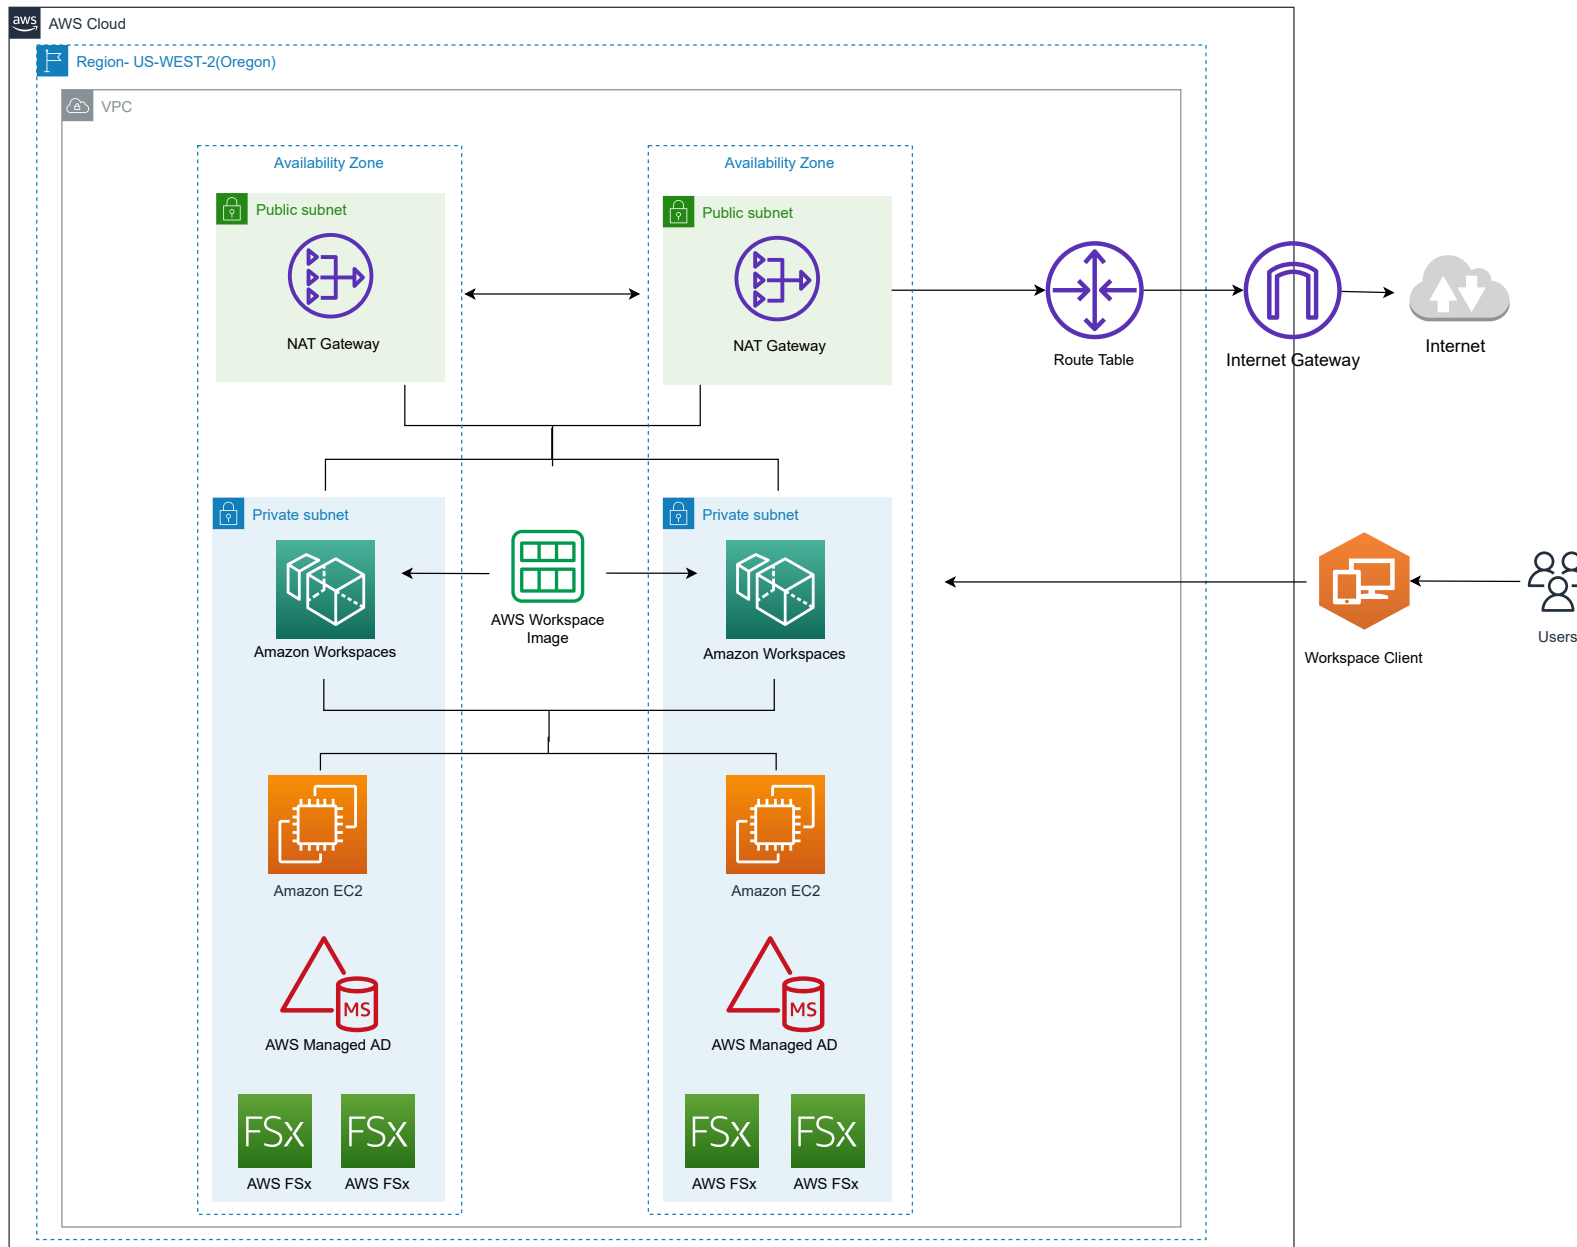 aws
AWS Cloud
Region- US-WEST-2(Oregon)
VPC
Availability Zone
Availability Zone
Public subnet
Public subnet
NAT Gateway
NAT Gateway
Route Table
Internet Gateway
Internet
Private subnet
Private subnet
AWS Workspace
Image
Amazon Workspaces
Amazon Workspaces
Workspace Client
Users
Amazon EC2
Amazon EC2
MS
MS
AWS Managed AD
AWS Managed AD
FSx
FSx
FSx
FSx
AWS FSx
AWS FSx
AWS FSx
AWS FSx